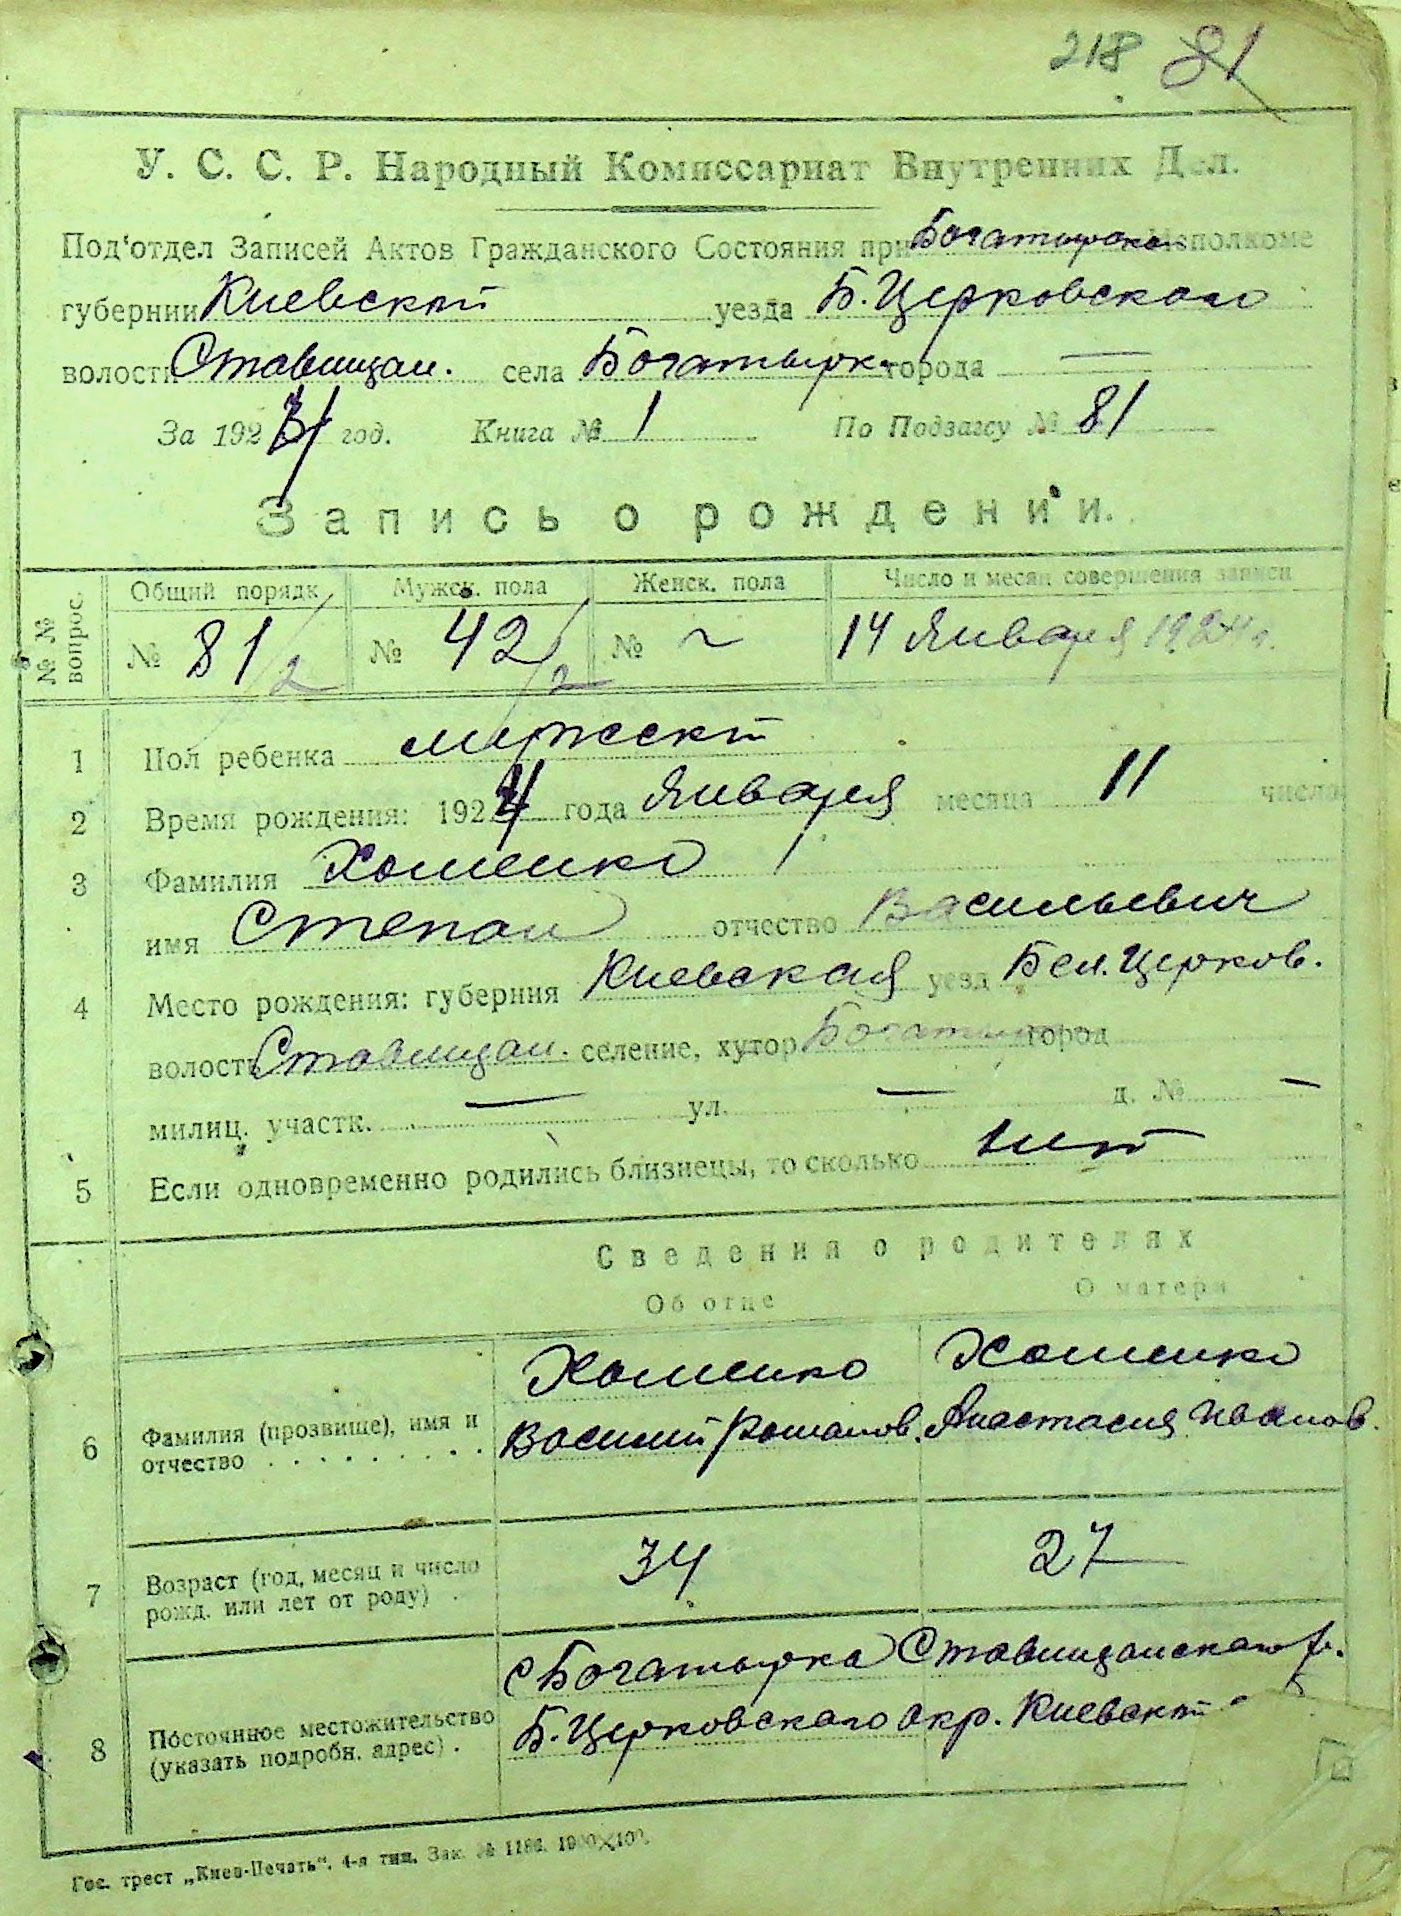 218 81
У. С. С. Р. Народный Комиссариат Внутренних Дел.
Под'отдел Записей Актов Гражданского Состояния при Богатырском Исполкоме
губернии Киевской уезда Б. Церковского
волости Ставищан. села Богатырк города —
За 192 год. Книга № 1 По Подзагсу № 81
Запись о рождении.
№ № вопрос. Общий порядк Мужск. пола Женск. пола Число и месяц совершения записи
№ 81/2 № 42/2 № ~ 14 Января 1924 г.
1 Пол ребенка мужской
2 Время рождения: 1924 года Января месяца 11 число
3 Фамилия Хоменко
имя Степан отчество Васильевич
4 Место рождения: губерния Киевская уезд Бел. Церков.
волость Ставищан. селение, хутор город
милиц. участк. — ул. — д. № —
5 Если одновременно родились близнецы, то сколько нет
Сведения о родителях
Об отце О матери
Хоменко Хоменко
6 Фамилия (прозвище), имя и отчество . . . . . . . . . Василий Романов. Анастасия Иванов.
7 Возраст (год, месяц и число рожд. или лет от роду) . 34 27
с Богатырка Ставищанского р.
8 Постоянное местожительство (указать подробн. адрес) . Б. Церковского окр. Киевской
Гос. трест „Киев-Печать“. 4-я тип. Зак. № 1186.